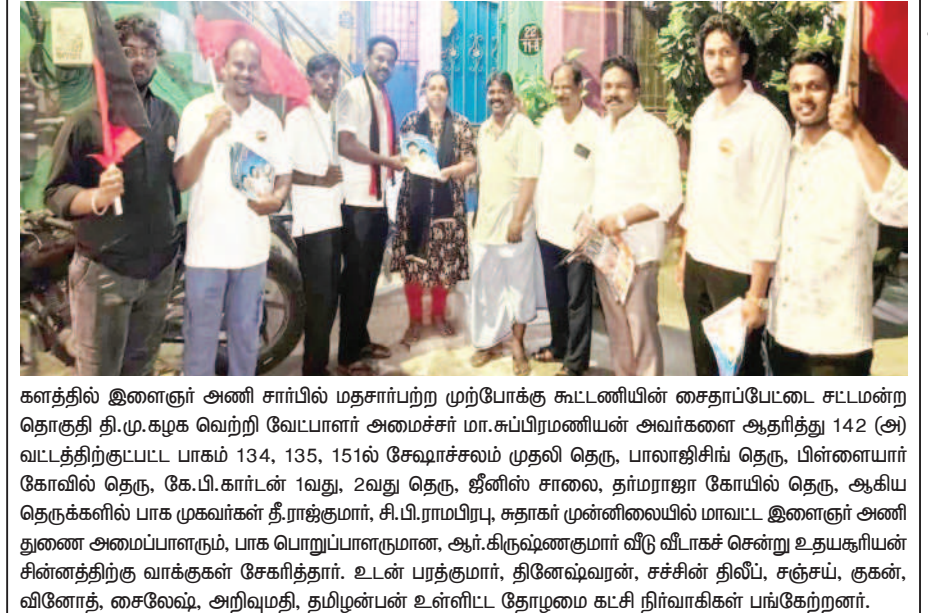 22
11-8
களத்தில் இளைஞர் அணி சார்பில் மதசார்பற்ற முற்போக்கு கூட்டணியின் சைதாப்பேட்டை சட்டமன்ற
தொகுதி தி.மு.கழக வெற்றி வேட்பாளர் அமைச்சர் மா.சுப்பிரமணியன் அவர்களை ஆதரித்து 142 (அ)
வட்டத்திற்குட்பட்ட பாகம் 134, 135, 151ல் சேஷாச்சலம் முதலி தெரு, பாலாஜிசிங் தெரு, பிள்ளையார்
கோவில் தெரு, கே.பி.கார்டன் 1வது, 2வது தெரு, ஜீனிஸ் சாலை, தர்மராஜா கோயில் தெரு, ஆகிய
தெருக்களில் பாக முகவர்கள் தீ.ராஜ்குமார், சி.பி.ராமபிரபு, சுதாகர் முன்னிலையில் மாவட்ட இளைஞர் அணி
துணை அமைப்பாளரும், பாக பொறுப்பாளருமான, ஆர்.கிருஷ்ணகுமார் வீடு வீடாகச் சென்று உதயசூரியன்
சின்னத்திற்கு வாக்குகள் சேகரித்தார். உடன் பரத்குமார், தினேஷ்வரன், சச்சின் திலீப், சஞ்சய், குகன்,
வினோத், சைலேஷ், அறிவுமதி, தமிழன்பன் உள்ளிட்ட தோழமை கட்சி நிர்வாகிகள் பங்கேற்றனர்.